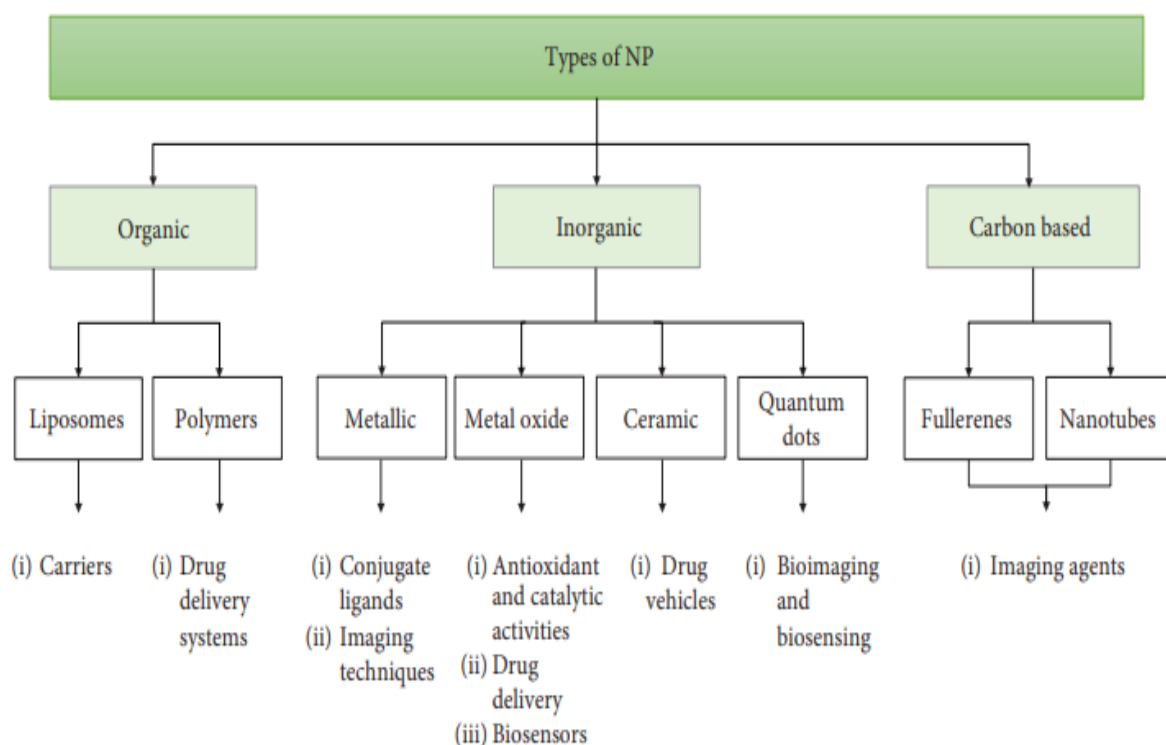 Types of NP
Organic
Inorganic
Carbon based
Liposomes
Polymers
Metallic
Metal oxide
Ceramic
Quantum
dots
Fullerenes
Nanotubes
(i) Carriers
(i) Drug
delivery
systems
(i) Conjugate
ligands
(ii) Imaging
techniques
(i) Antioxidant
and catalytic
activities
(ii) Drug
delivery
(iii) Biosensors
(i) Drug
vehicles
(i) Bioimaging
and
biosensing
(i) Imaging agents